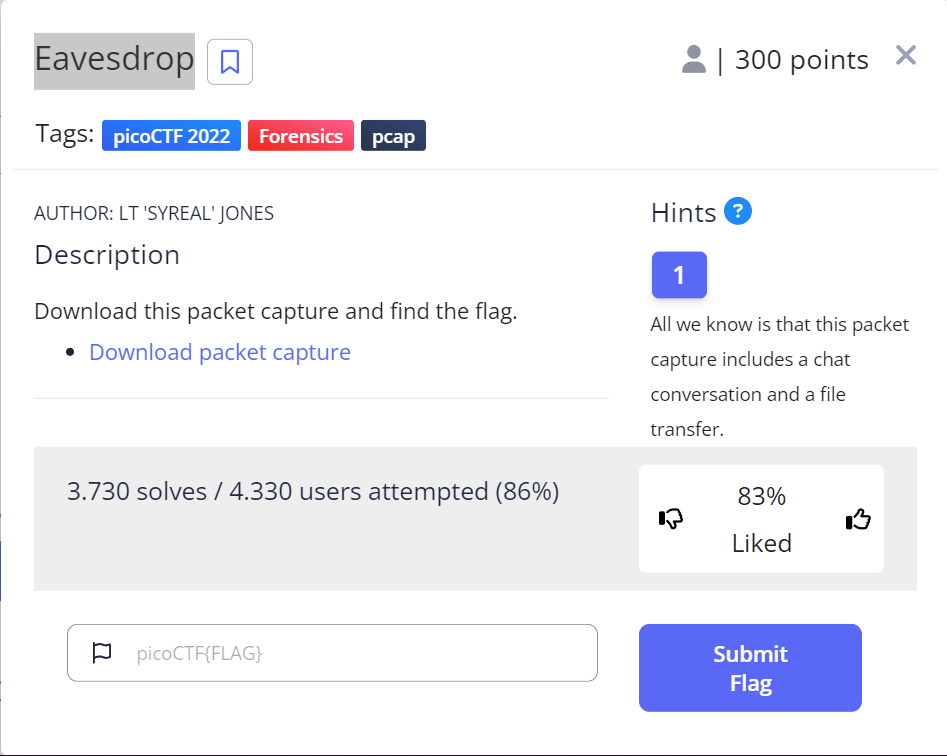 Eavesdrop
| 300 points
Tags: picoCTF 2022 Forensics pcap
AUTHOR: LT 'SYREAL' JONES
Description
Download this packet capture and find the flag.
Download packet capture
Hints ?
1
All we know is that this packet
capture includes a chat
conversation and a file
transfer.
3.730 solves / 4.330 users attempted (86%)
83%
Liked
picoCTF{FLAG}
Submit
Flag